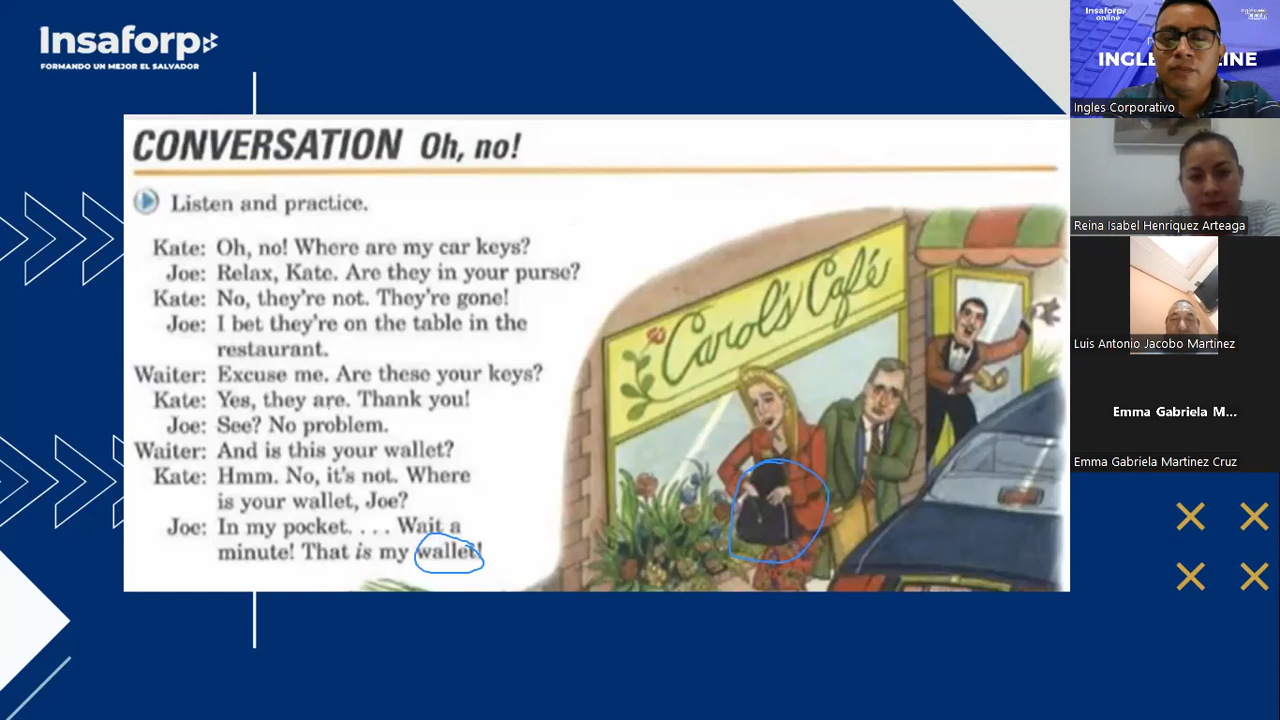 Insaforp
FORMANDO UN MEJOR EL SALVADOR
CONVERSATION Oh, no!
Listen and practice.
Kate: Oh, no! Where are my car keys?
Joe: Relax, Kate. Are they in your purse?
Kate: No, they're not. They're gone!
Joe: I bet they're on the table in the
restaurant.
Waiter: Excuse me. Are these your keys?
Kate: Yes, they are. Thank you!
Joe: See? No problem.
Waiter: And is this your wallet?
Kate: Hmm. No, it's not. Where
is your wallet, Joe?
Joe: In my pocket. . . . Wait a
minute! That is my wallet!
Carol's Café
Insaforp
online
INGLE LINE
Ingles Corporativo
Reina Isabel Henriquez Arteaga
Luis Antonio Jacobo Martinez
Emma Gabriela M...
Emma Gabriela Martinez Cruz